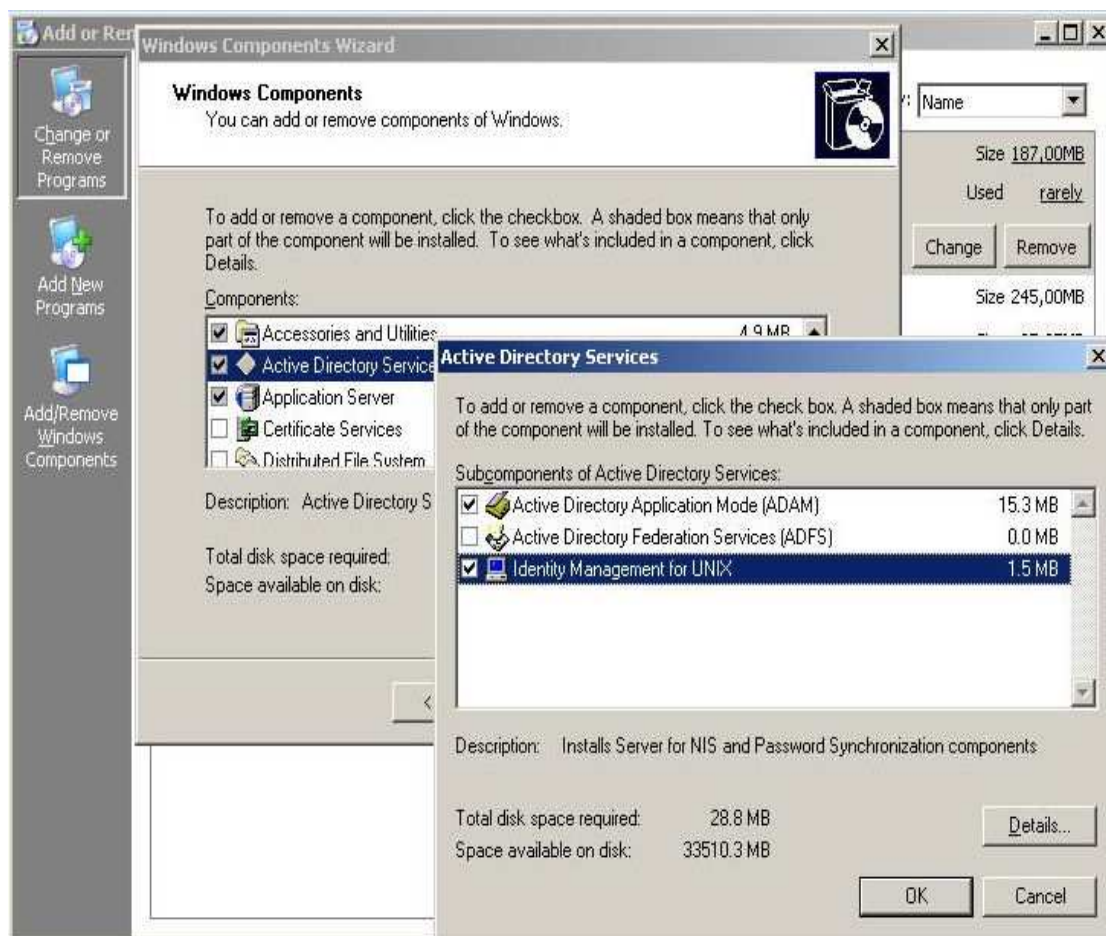 Add or Rem
Windows Components Wizard
Change or
Remove
Programs
Add New
Programs
Add/Remove
Windows
Components
Windows Components
You can add or remove components of Windows.
To add or remove a component, click the checkbox. A shaded box means that only
part of the component will be installed. To see what's included in a component, click
Details.
Components:
Accessories and Utilities 4.9 MB
Active Directory Service
Application Server
Certificate Services
Distributed File System
Description: Active Directory S
Total disk space required:
Space available on disk:
<
Name
Size 187,00MB
Used rarely
Change Remove
Size 245,00MB
Active Directory Services
To add or remove a component, click the check box. A shaded box means that only part
of the component will be installed. To see what's included in a component, click Details.
Subcomponents of Active Directory Services:
Active Directory Application Mode (ADAM) 15.3 MB
Active Directory Federation Services (ADFS) 0.0 MB
Identity Management for UNIX 1.5 MB
Description: Installs Server for NIS and Password Synchronization components
Total disk space required: 28.8 MB
Space available on disk: 33510.3 MB
Details...
OK Cancel